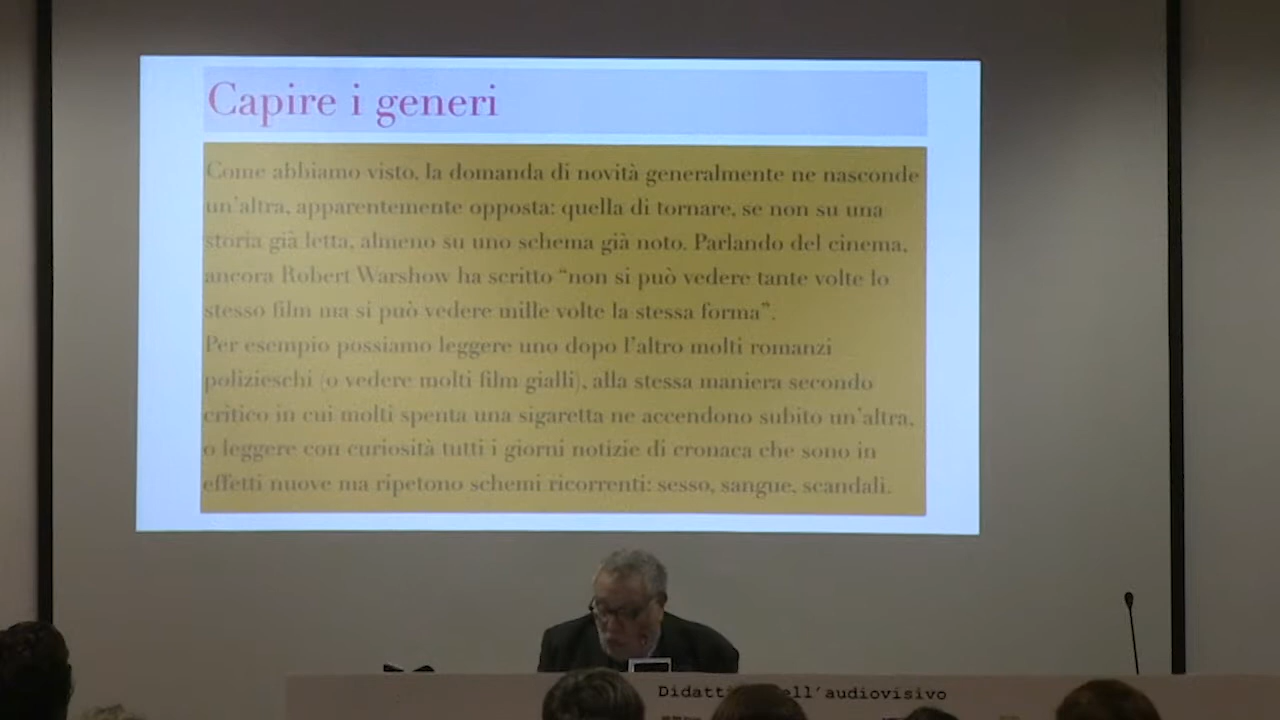 Capire i generi
Come abbiamo visto, la domanda di novità generalmente ne nasconde
un'altra, apparentemente opposta: quella di tornare, se non su una
storia già letta, almeno su uno schema già noto. Parlando del cinema,
ancora Robert Warshow ha scritto “non si può vedere tante volte lo
stesso film ma si può vedere mille volte la stessa forma”.
Per esempio possiamo leggere uno dopo l'altro molti romanzi
polizieschi (o vedere molti film gialli), alla stessa maniera secondo
critico in cui molti spenta una sigaretta ne accendono subito un'altra,
o leggere con curiosità tutti i giorni notizie di cronaca che sono in
effetti nuove ma ripetono schemi ricorrenti: sesso, sangue, scandali.
Didatt ell'audiovisivo